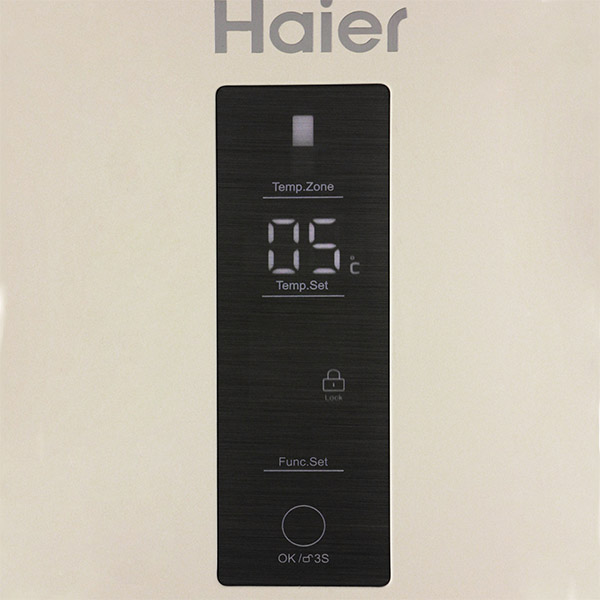 Haier
Temp.Zone
05°C
Temp.Set
Lock
Func.Set
OK/3S